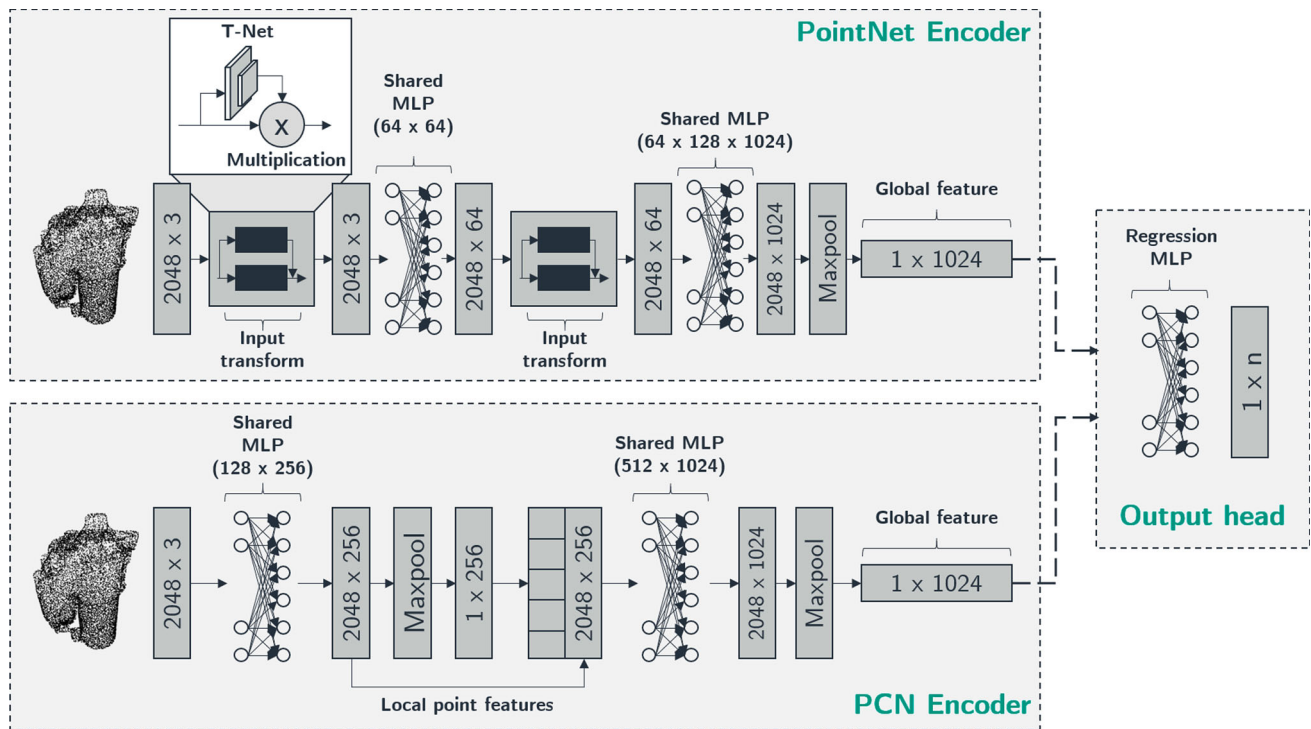 PointNet Encoder
T-Net
X
Multiplication
Shared
MLP
(64 x 64)
Shared MLP
(64 x 128 x 1024)
Global feature
2048 x 3
2048 x 3
2048 x 64
2048 x 64
2048 x 1024
Maxpool
1 x 1024
Input
transform
Input
transform
Regression
MLP
1 x n
Output head
Shared
MLP
(128 x 256)
Shared MLP
(512 x 1024)
Global feature
2048 x 3
2048 x 256
Maxpool
1 x 256
2048 x 256
2048 x 1024
Maxpool
1 x 1024
Local point features
PCN Encoder